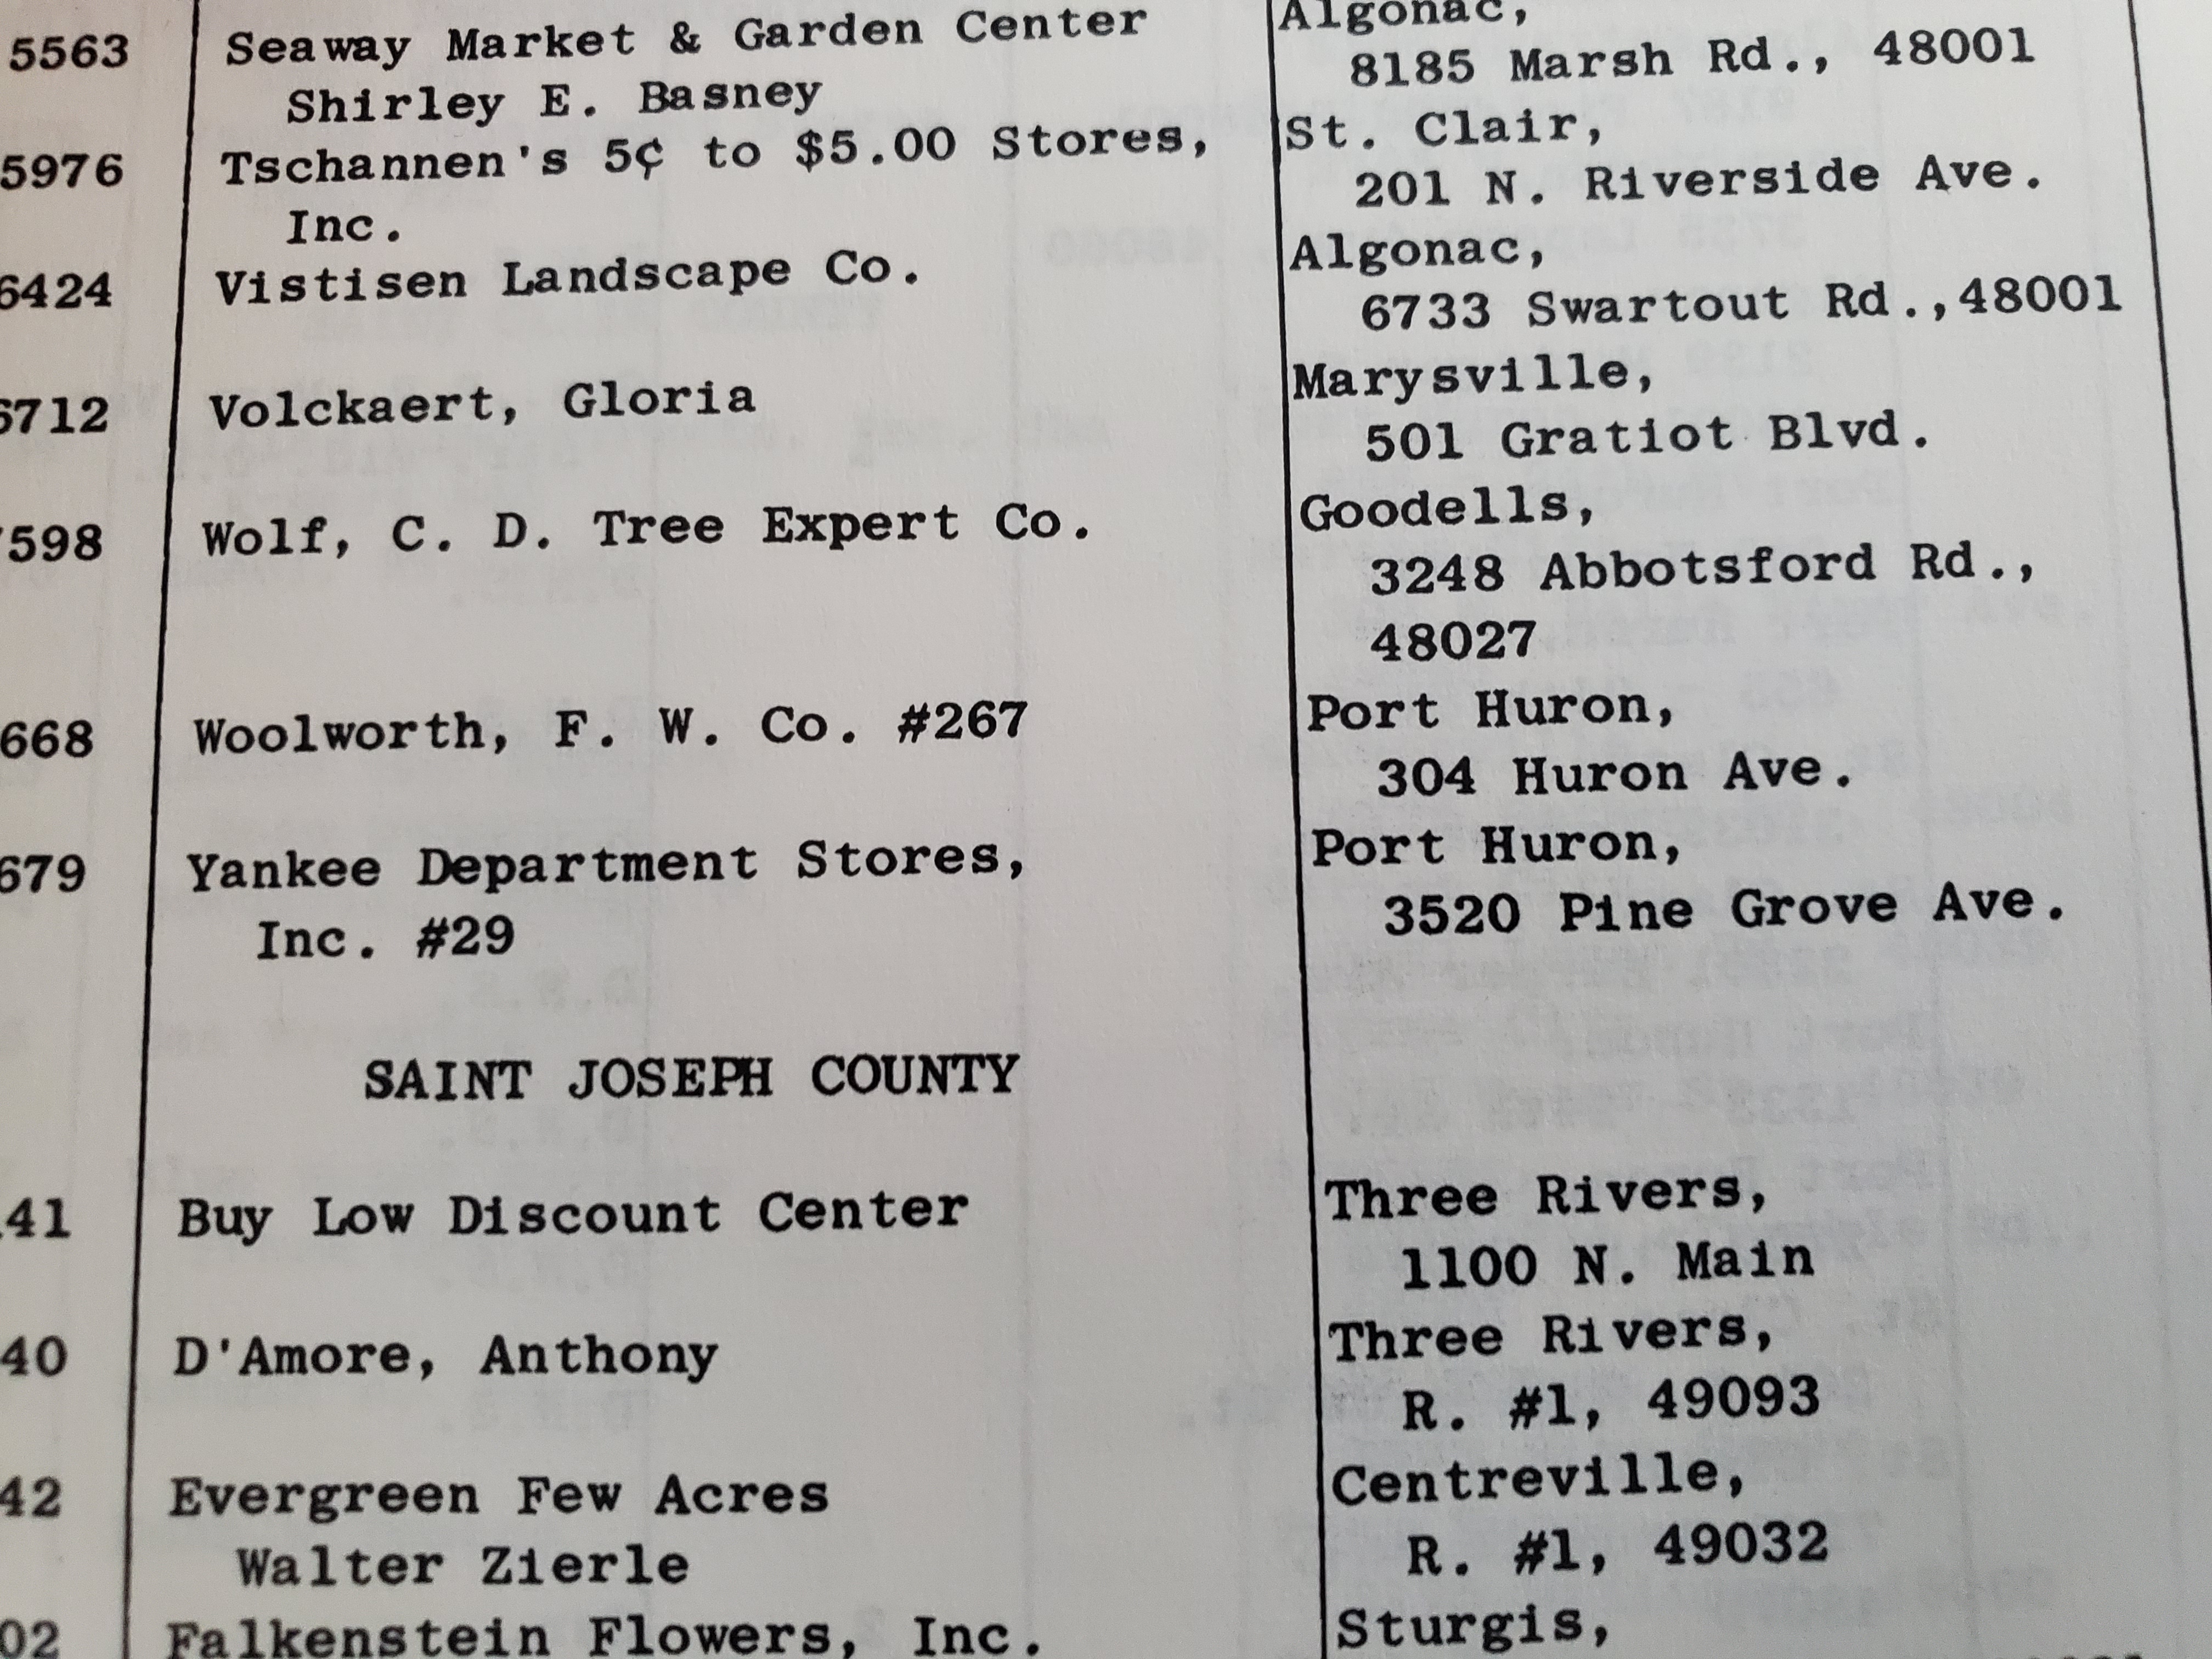 Algonac,
5563 Seaway Market & Garden Center 8185 Marsh Rd., 48001
Shirley E. Basney St. Clair,
5976 Tschannen's 5¢ to $5.00 Stores, 201 N. Riverside Ave.
Inc. Algonac,
6424 Vistisen Landscape Co. 6733 Swartout Rd.,48001
Marysville,
6712 Volckaert, Gloria 501 Gratiot Blvd.
Goodells,
598 Wolf, C. D. Tree Expert Co. 3248 Abbotsford Rd.,
48027
668 Woolworth, F. W. Co. #267 Port Huron,
304 Huron Ave.
679 Yankee Department Stores, Port Huron,
Inc. #29 3520 Pine Grove Ave.
SAINT JOSEPH COUNTY
41 Buy Low Discount Center Three Rivers,
1100 N. Main
40 D'Amore, Anthony Three Rivers,
R. #1, 49093
42 Evergreen Few Acres Centreville,
Walter Zierle R. #1, 49032
02 Falkenstein Flowers, Inc. Sturgis,